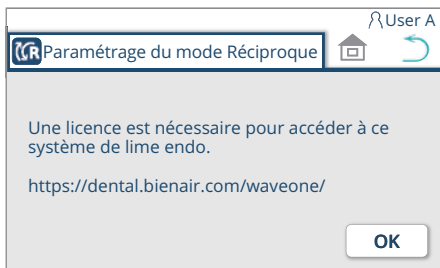 User A
R Paramétrage du mode Réciproque
Une licence est nécessaire pour accéder à ce
système de lime endo.
https://dental.bienair.com/waveone/
OK